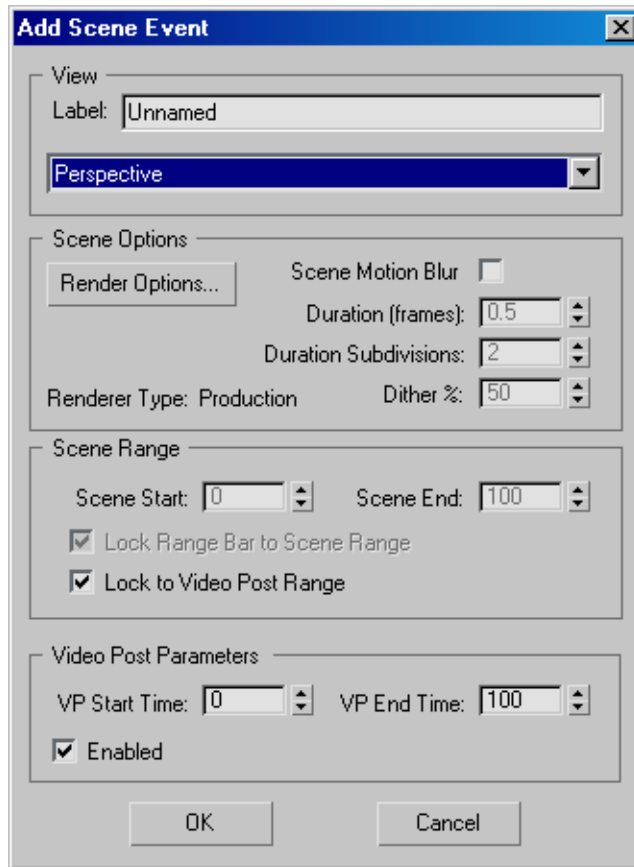 Add Scene Event
View
Label: Unnamed
Perspective
Scene Options
Render Options...
Scene Motion Blur
Duration (frames): 0.5
Duration Subdivisions: 2
Renderer Type: Production
Dither %: 50
Scene Range
Scene Start: 0 Scene End: 100
Lock Range Bar to Scene Range
Lock to Video Post Range
Video Post Parameters
VP Start Time: 0 VP End Time: 100
Enabled
OK Cancel